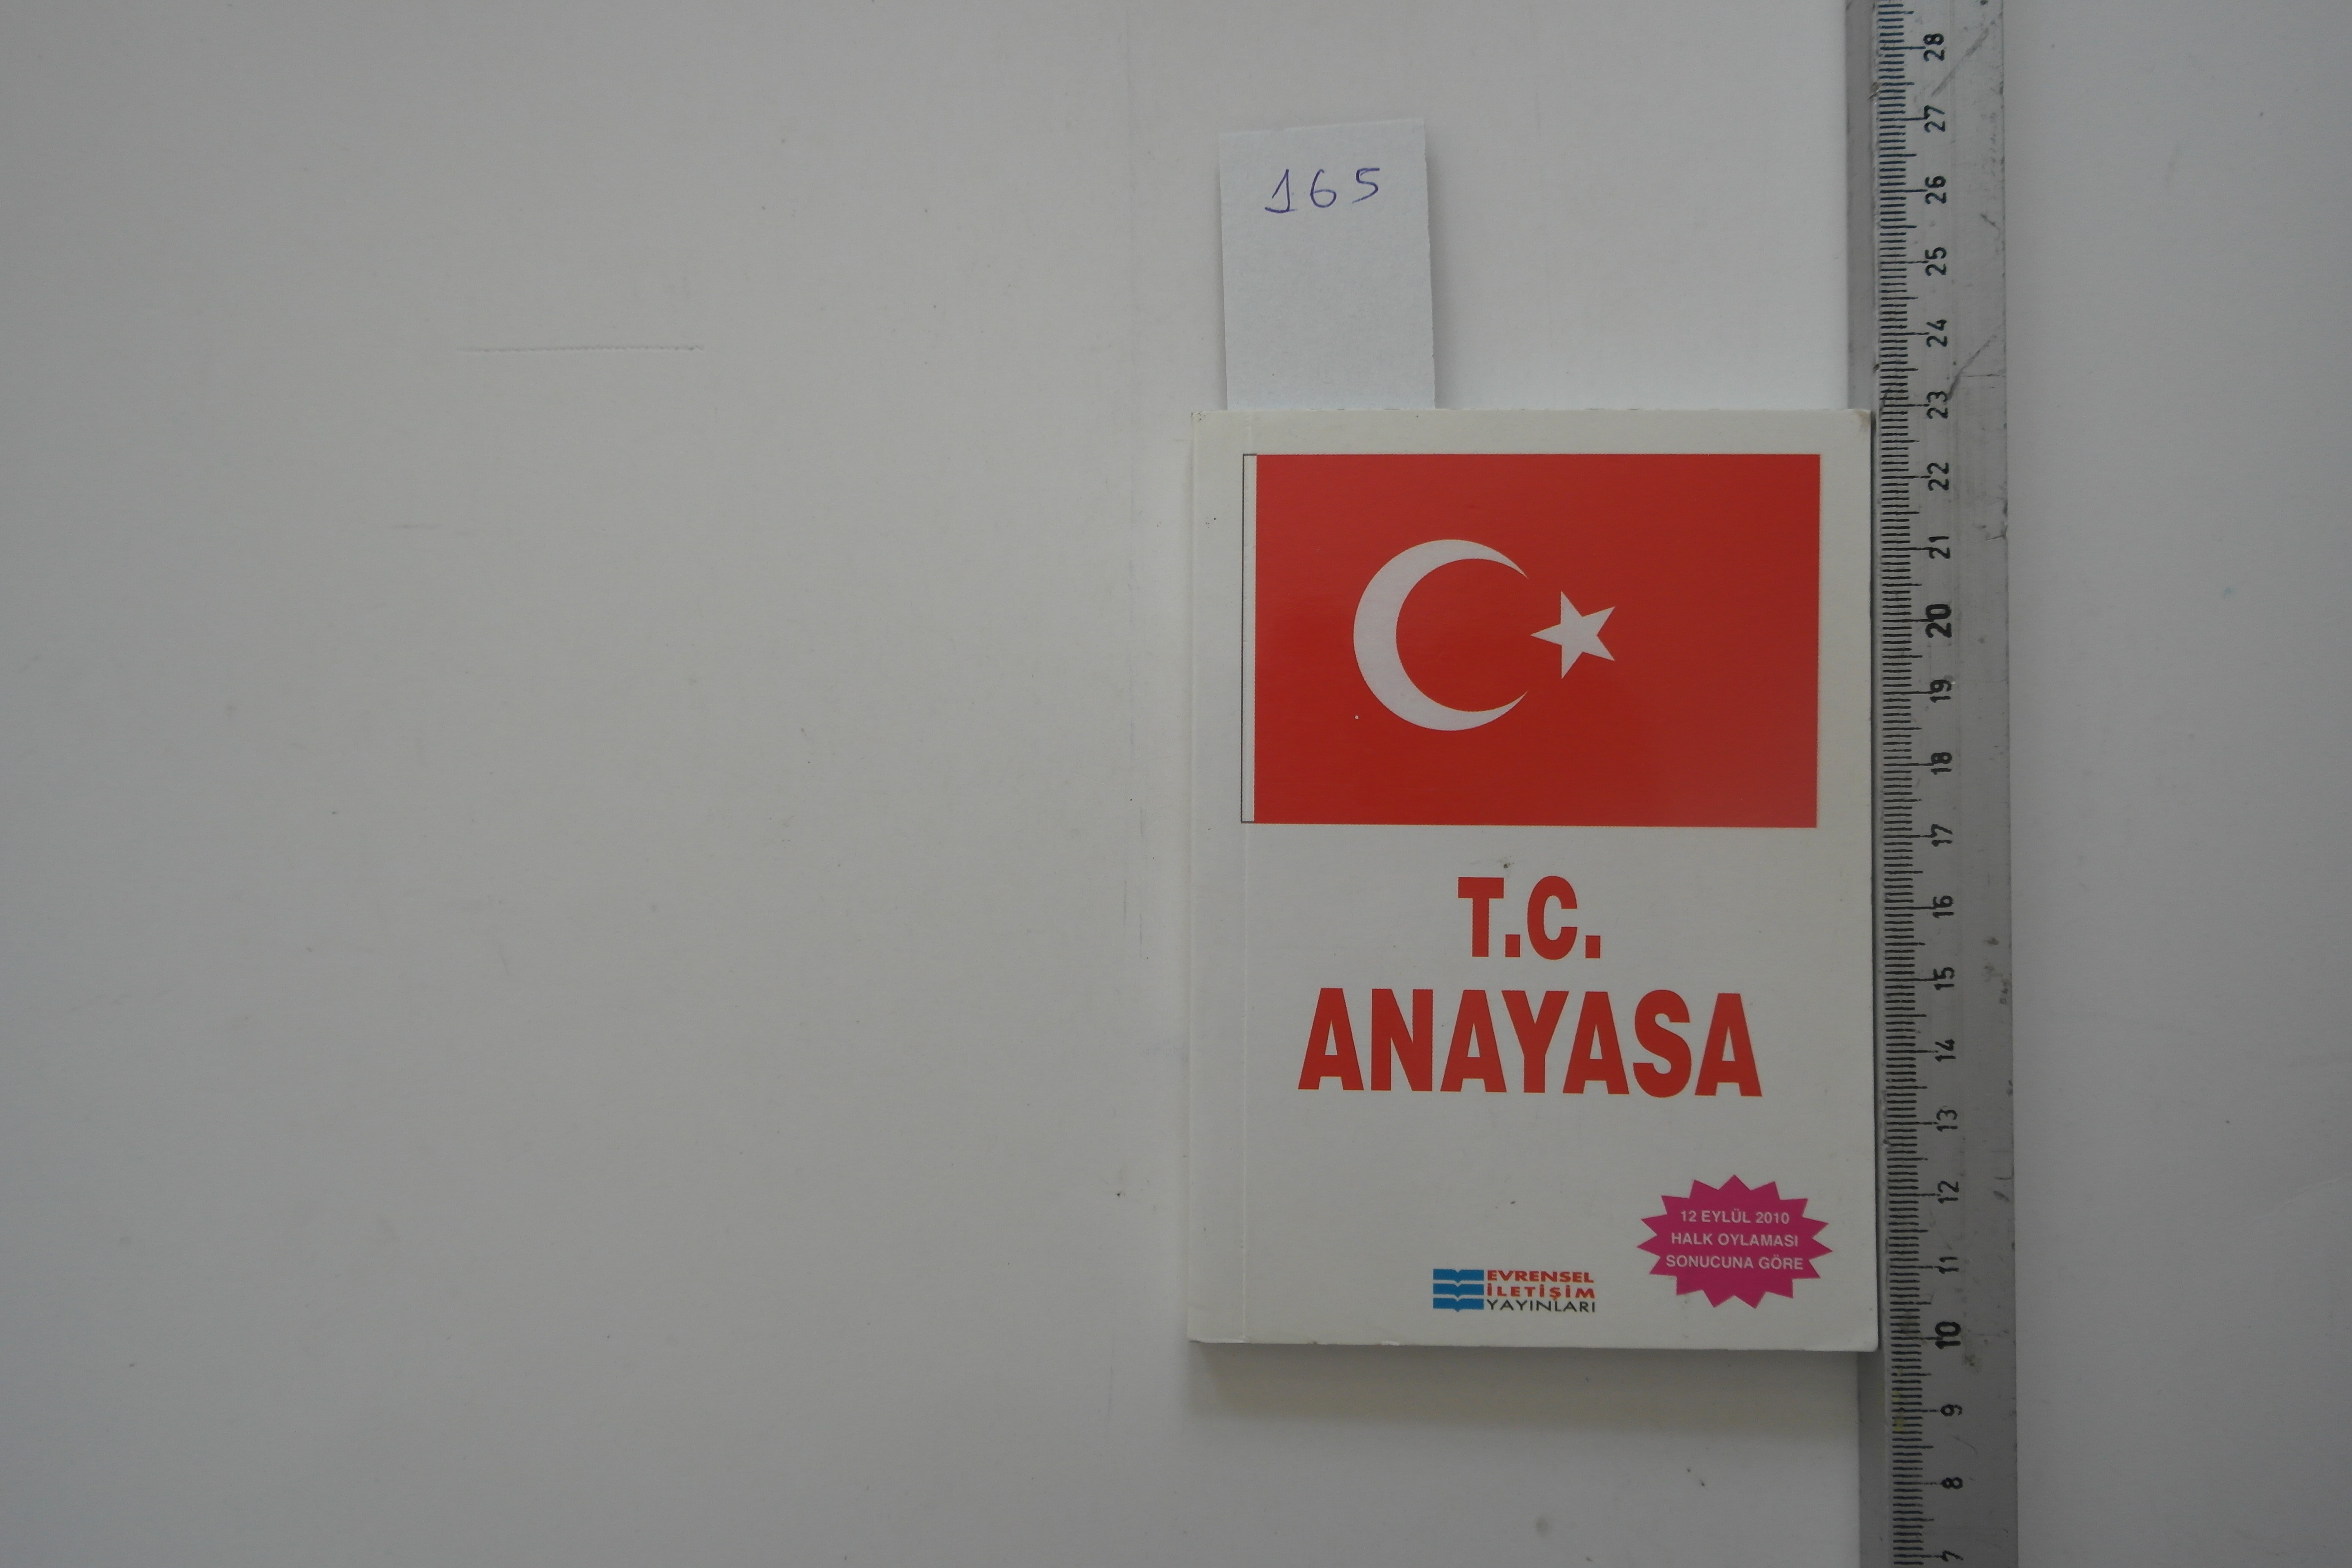 165
T.C.
ANAYASA
12 EYLÜL 2010
HALK OYLAMASI
SONUCUNA GÖRE
EVRENSEL
İLETİŞİM
YAYINLARI
28
27
26
25
24
23
22
21
20
19
18
17
16
15
14
13
12
11
10
9
8
7